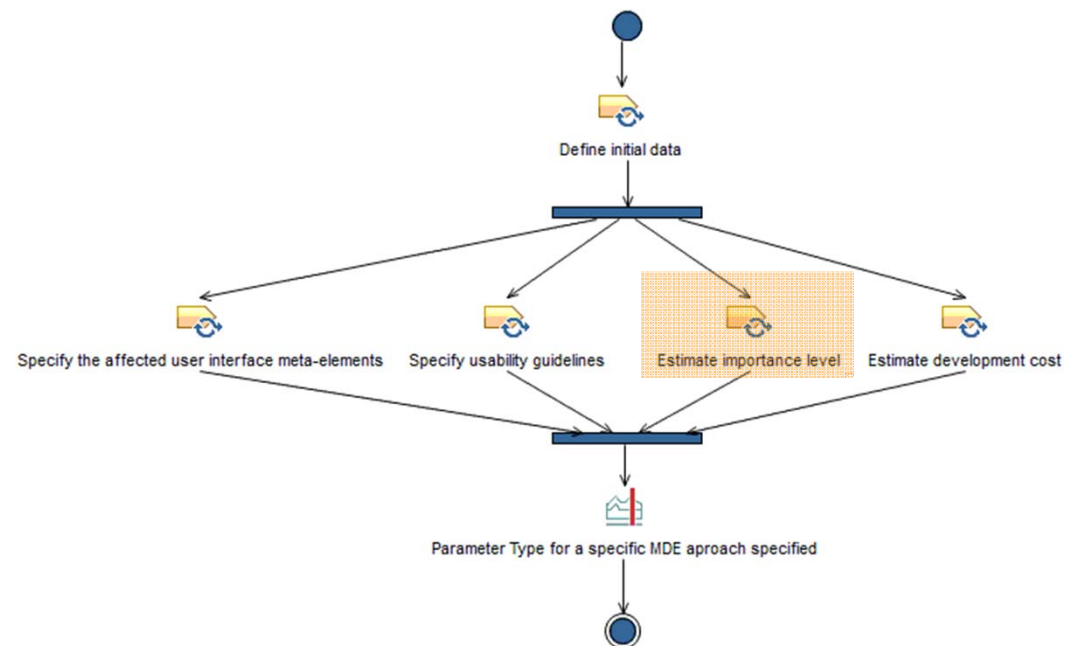 Define initial data
Specify the affected user interface meta-elements
Specify usability guidelines
Estimate importance level
Estimate development cost
Parameter Type for a specific MDE aproach specified